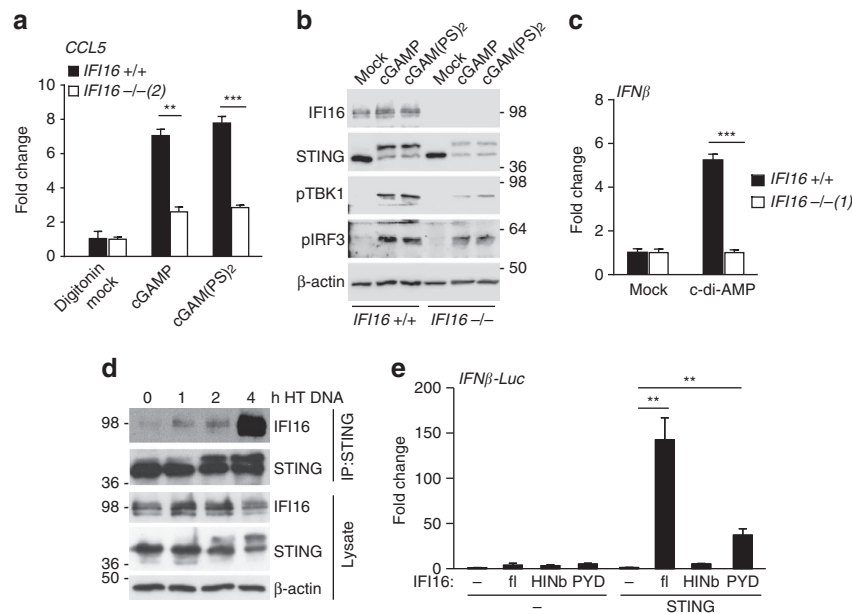 a
CCL5
IFI16 +/+
IFI16 –/–(2)
Fold change
10
8
6
4
2
0
**
***
Digitonin
mock
cGAMP
cGAM(PS)2
b
Mock
cGAMP
cGAM(PS)2
Mock
cGAMP
cGAM(PS)2
IFI16
- 98
STING
36
98
pTBK1
pIRF3
- 64
- 50
β-actin
IFI16 +/+ IFI16 –/–
c
IFNβ
Fold change
8
6
4
2
0
***
IFI16 +/+
IFI16 –/–(1)
Mock c-di-AMP
d
0 1 2 4 h HT DNA
98 - IFI16
STING
36 -
IP:STING
98 - IFI16
STING
36 -
50 -
β-actin
Lysate
e
IFNβ-Luc
Fold change
200
150
100
50
0
**
**
IFI16: – fl HINb PYD – fl HINb PYD
– STING